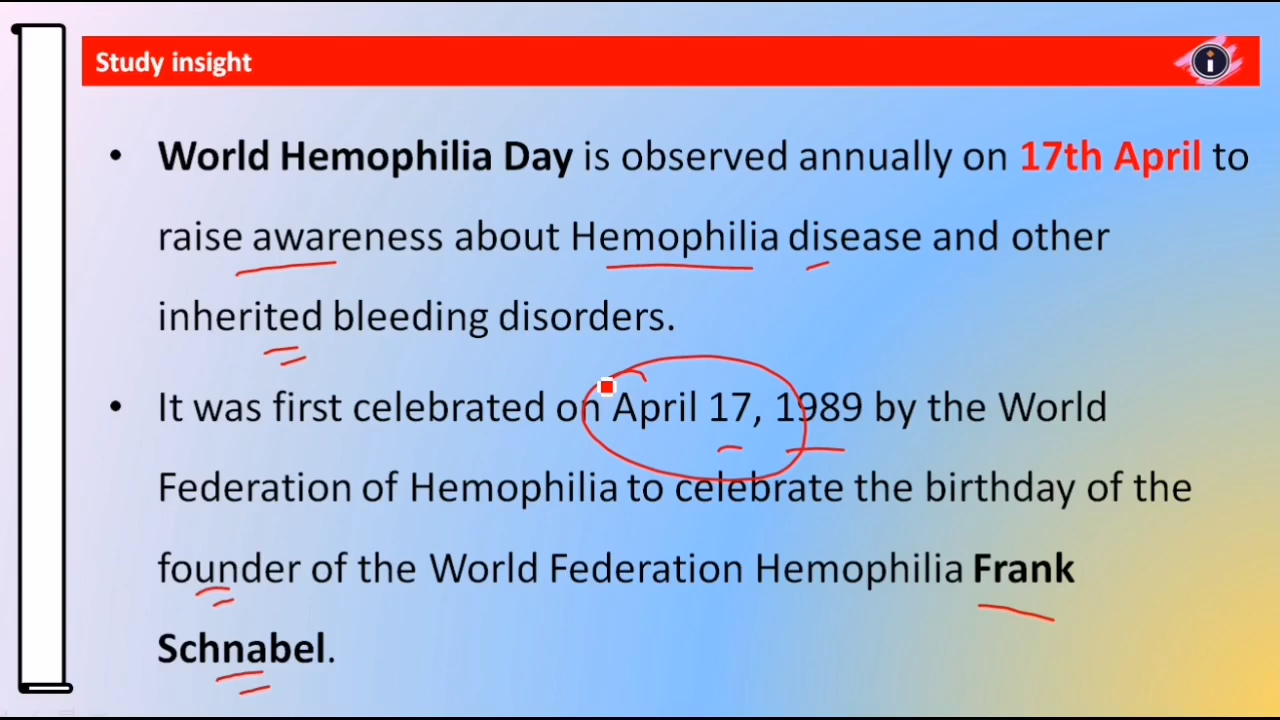 Study insight
i
• World Hemophilia Day is observed annually on 17th April to
raise awareness about Hemophilia disease and other
inherited bleeding disorders.
• It was first celebrated on April 17, 1989 by the World
Federation of Hemophilia to celebrate the birthday of the
founder of the World Federation Hemophilia Frank
Schnabel.